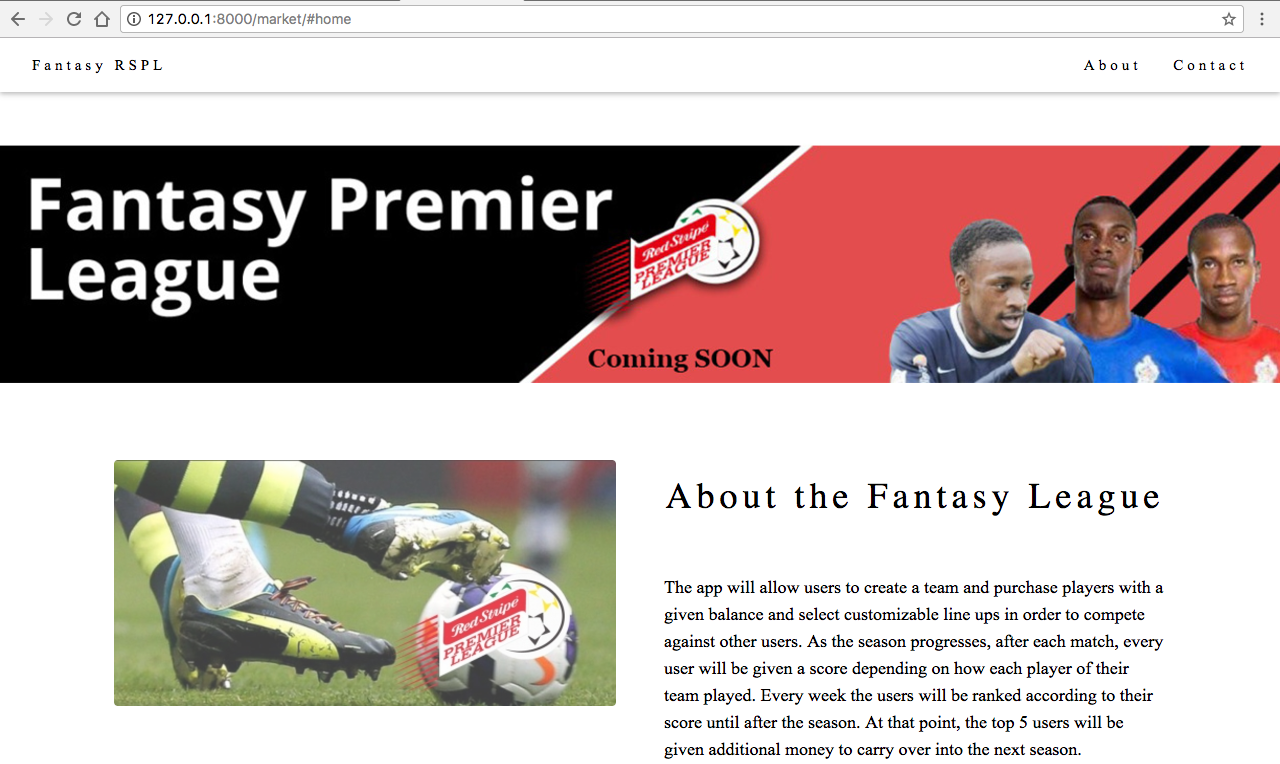 127.0.0.1:8000/market/#home
Fantasy RSPL
About
Contact
Fantasy Premier
League
Red Stripe
PREMIER
LEAGUE
Coming SOON
Red Stripe
PREMIER
LEAGUE
About the Fantasy League
The app will allow users to create a team and purchase players with a
given balance and select customizable line ups in order to compete
against other users. As the season progresses, after each match, every
user will be given a score depending on how each player of their
team played. Every week the users will be ranked according to their
score until after the season. At that point, the top 5 users will be
given additional money to carry over into the next season.